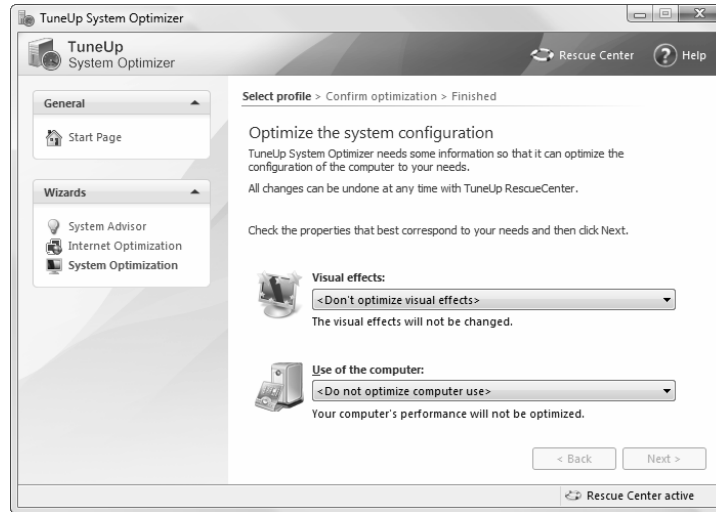 TuneUp System Optimizer
TuneUp
System Optimizer
Rescue Center
Help
General
Start Page
Wizards
System Advisor
Internet Optimization
System Optimization
Select profile > Confirm optimization > Finished
Optimize the system configuration
TuneUp System Optimizer needs some information so that it can optimize the
configuration of the computer to your needs.
All changes can be undone at any time with TuneUp RescueCenter.
Check the properties that best correspond to your needs and then click Next.
Visual effects:
<Don't optimize visual effects>
The visual effects will not be changed.
Use of the computer:
<Do not optimize computer use>
Your computer's performance will not be optimized.
< Back
Next >
Rescue Center active